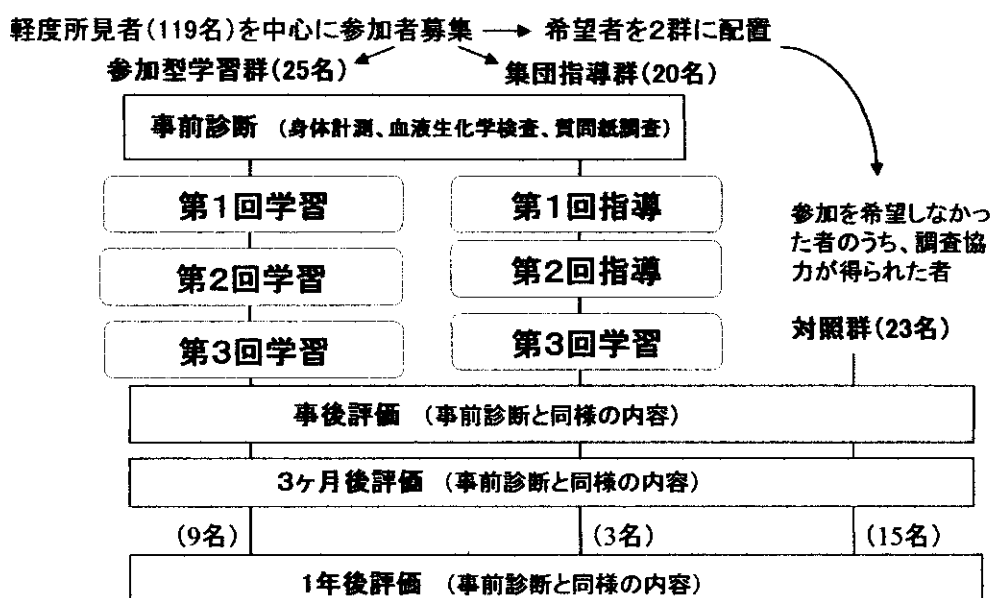 軽度所見者(119名)を中心に参加者募集 → 希望者を2群に配置
参加型学習群(25名) 集団指導群(20名)
事前診断 (身体計測、血液生化学検査、質問紙調査)
第1回学習 第1回指導
第2回学習 第2回指導
第3回学習 第3回指導
参加を希望しなかっ
た者のうち、調査協
力が得られた者
対照群(23名)
事後評価 (事前診断と同様の内容)
3ヶ月後評価 (事前診断と同様の内容)
(9名) (3名) (15名)
1年後評価 (事前診断と同様の内容)